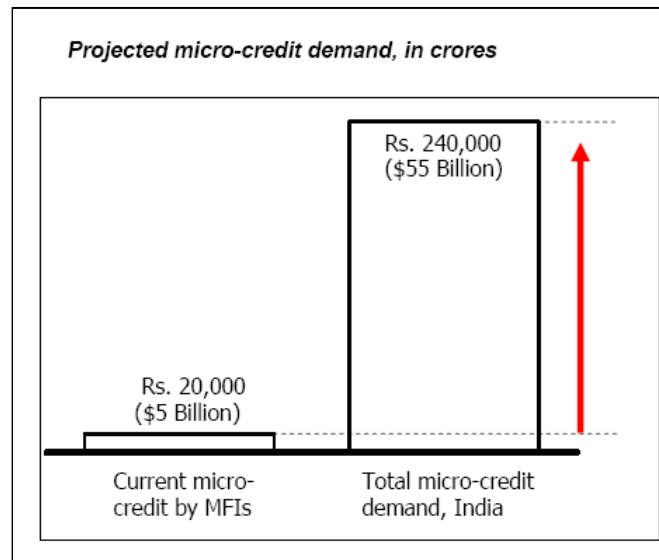 Projected micro-credit demand, in crores
Rs. 240,000
($55 Billion)
Rs. 20,000
($5 Billion)
Current micro-
credit by MFIs
Total micro-credit
demand, India